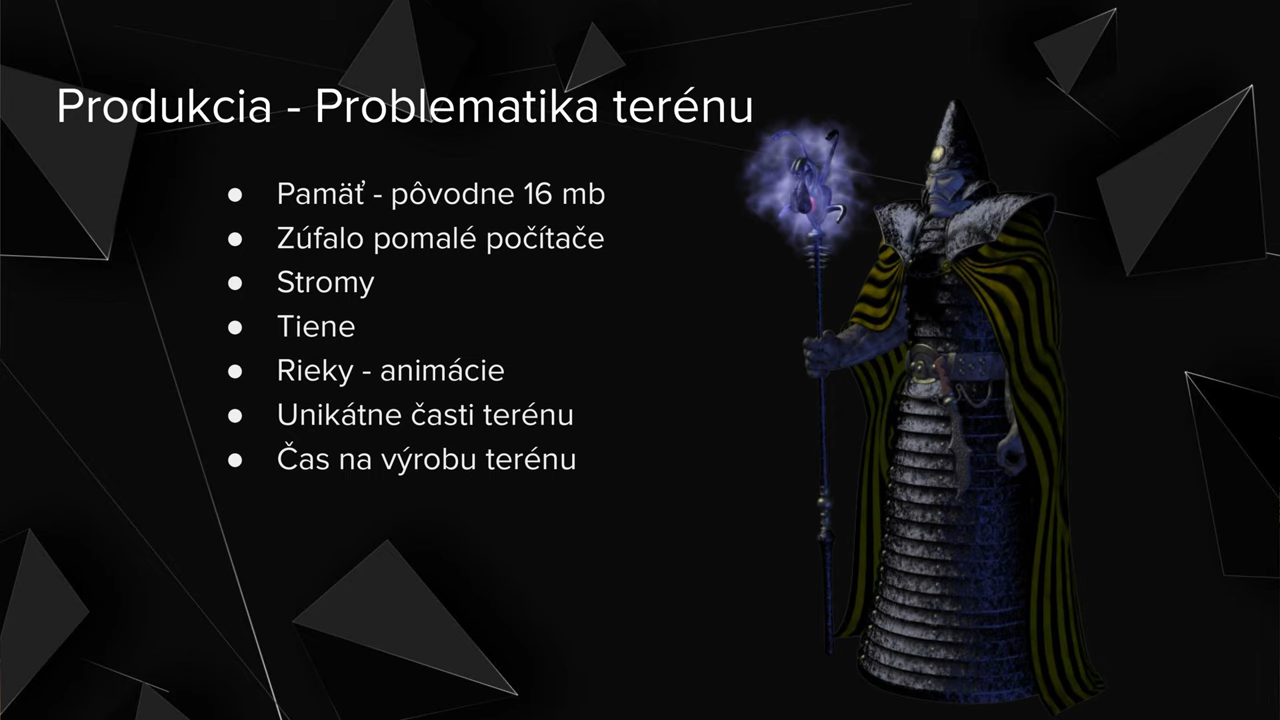 Produkcia - Problematika terénu
● Pamäť - pôvodne 16 mb
● Zúfalo pomalé počítače
● Stromy
● Tiene
● Rieky - animácie
● Unikátne časti terénu
● Čas na výrobu terénu